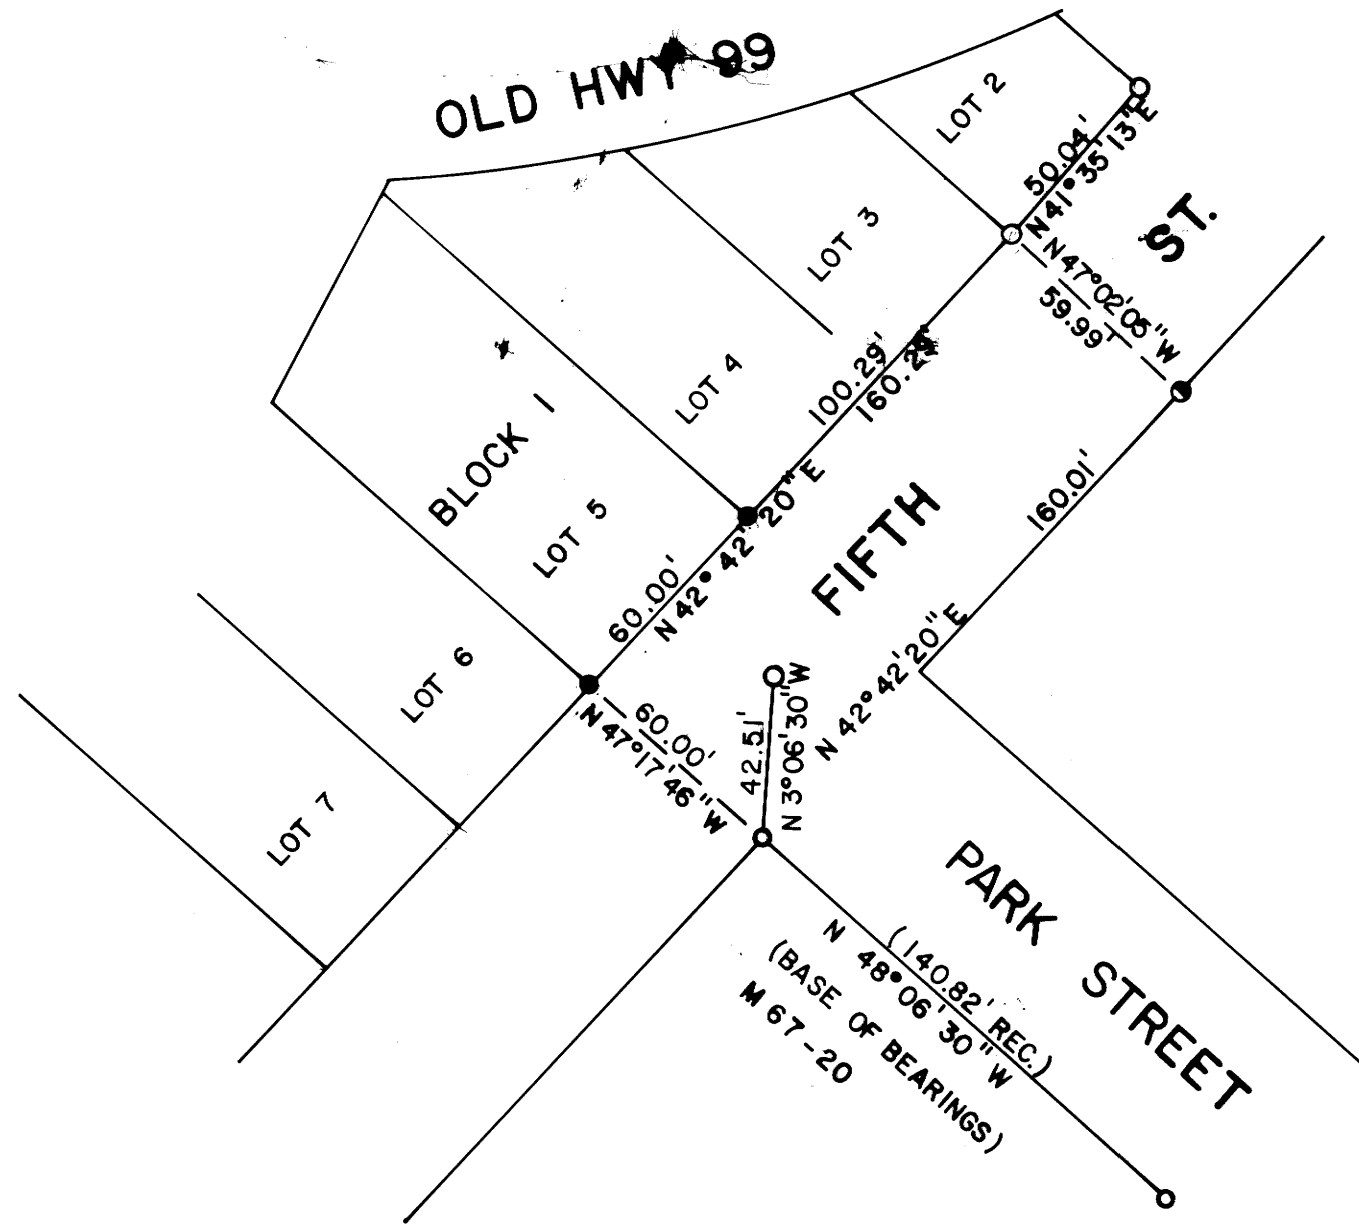 OLD HWY 99
LOT 2
50.04'
N 41° 35' 13" E
ST.
LOT 3
N 47° 02' 05" W
59.99'
LOT 4
100.29'
160.29'
BLOCK 1
LOT 5
60.00'
N 42° 42' 20" E
FIFTH
160.01'
N 42° 42' 20" E
LOT 6
60.00'
N 47° 17' 46" W
42.51'
N 3° 06' 30" W
LOT 7
PARK STREET
(140.82' REC.)
N 48° 06' 30" W
(BASE OF BEARINGS)
M 67-20